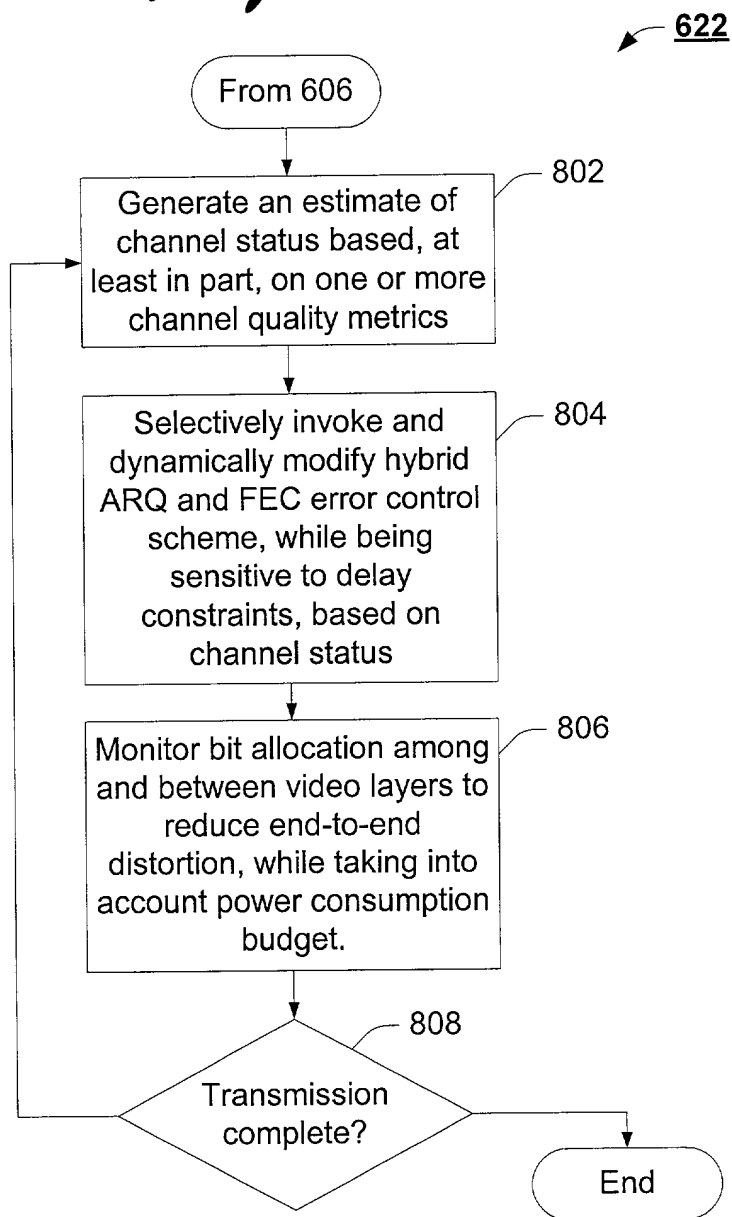 622
From 606
802
Generate an estimate of
channel status based, at
least in part, on one or more
channel quality metrics
804
Selectively invoke and
dynamically modify hybrid
ARQ and FEC error control
scheme, while being
sensitive to delay
constraints, based on
channel status
806
Monitor bit allocation among
and between video layers to
reduce end-to-end
distortion, while taking into
account power consumption
budget.
808
Transmission
complete?
End